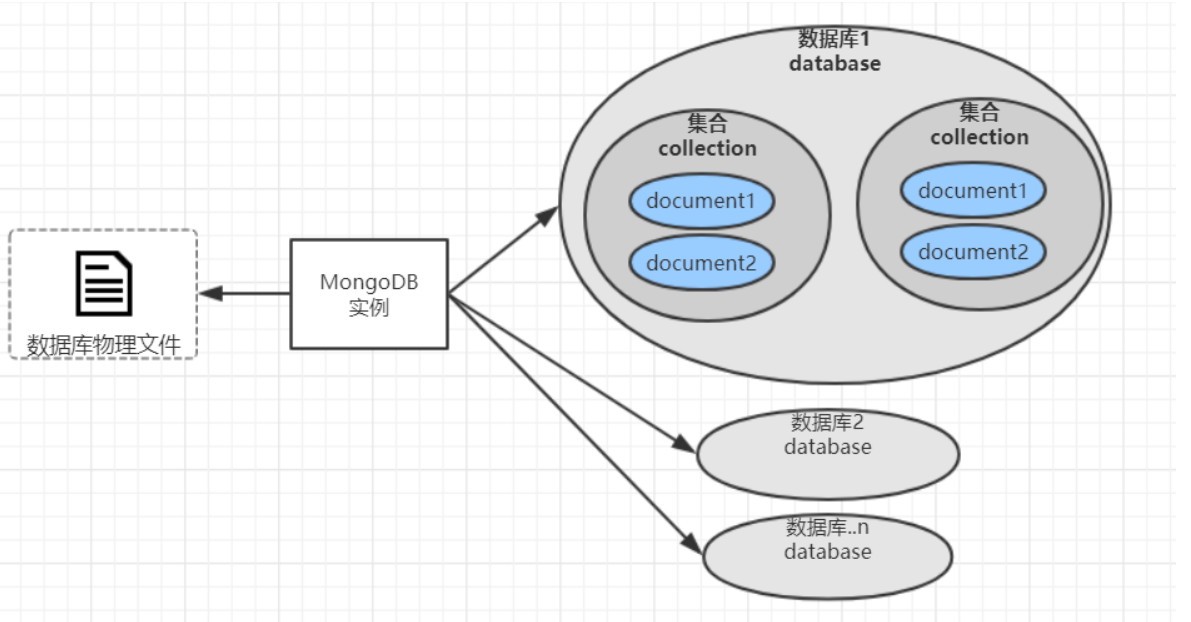 数据库物理文件
MongoDB
实例
数据库1
database
集合
collection
document1
document2
集合
collection
document1
document2
数据库2
database
数据库..n
database